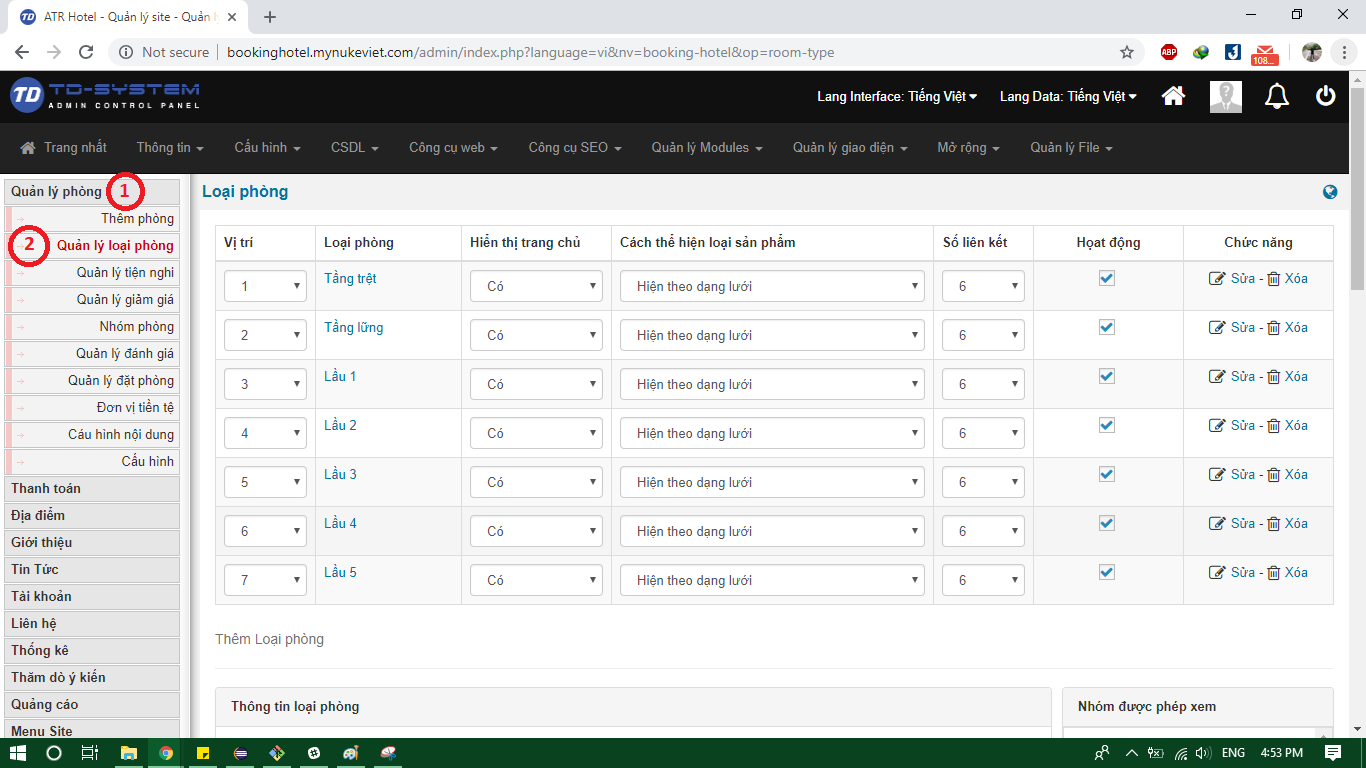 ATR Hotel - Quản lý site - Quản l
Not secure | bookinghotel.mynukeviet.com/admin/index.php?language=vi&nv=booking-hotel&op=room-type
ABP
108...
TD TD-SYSTEM
ADMIN CONTROL PANEL
Lang Interface: Tiếng Việt Lang Data: Tiếng Việt
Trang nhất Thông tin Cấu hình CSDL Công cụ web Công cụ SEO Quản lý Modules Quản lý giao diện Mở rộng Quản lý File
Quản lý phòng 1
Thêm phòng
2 Quản lý loại phòng
Quản lý tiện nghi
Quản lý giảm giá
Nhóm phòng
Quản lý đánh giá
Quản lý đặt phòng
Đơn vị tiền tệ
Cáu hình nội dung
Cấu hình
Thanh toán
Địa điểm
Giới thiệu
Tin Tức
Tài khoản
Liên hệ
Thống kê
Thăm dò ý kiến
Quảng cáo
Menu Site
Loại phòng
Vị trí Loại phòng Hiển thị trang chủ Cách thể hiện loại sản phẩm Số liên kết Họat động Chức năng
1 Tầng trệt Có Hiện theo dạng lưới 6 Sửa - Xóa
2 Tầng lững Có Hiện theo dạng lưới 6 Sửa - Xóa
3 Lầu 1 Có Hiện theo dạng lưới 6 Sửa - Xóa
4 Lầu 2 Có Hiện theo dạng lưới 6 Sửa - Xóa
5 Lầu 3 Có Hiện theo dạng lưới 6 Sửa - Xóa
6 Lầu 4 Có Hiện theo dạng lưới 6 Sửa - Xóa
7 Lầu 5 Có Hiện theo dạng lưới 6 Sửa - Xóa
Thêm Loại phòng
Thông tin loại phòng
Nhóm được phép xem
ENG 4:53 PM